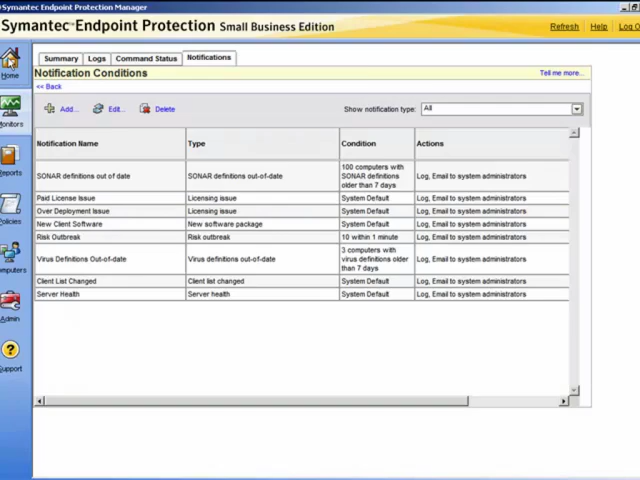 Symantec Endpoint Protection Manager
Symantec™ Endpoint Protection Small Business Edition
Refresh
Help
Log O
Home
Monitors
Reports
Policies
Computers
Admin
Support
Summary
Logs
Command Status
Notifications
Notification Conditions
Tell me more...
<< Back
Add...
Edit...
Delete
Show notification type:
All
Notification Name Type Condition Actions
SONAR definitions out of date SONAR definitions out-of-date
100 computers with
SONAR definitions
older than 7 days
Log, Email to system administrators
Paid License Issue Licensing issue System Default Log, Email to system administrators
Over Deployment Issue Licensing issue System Default Log, Email to system administrators
New Client Software New software package System Default Log, Email to system administrators
Risk Outbreak Risk outbreak 10 within 1 minute Log, Email to system administrators
Virus Definitions Out-of-date Virus definitions out-of-date
3 computers with
virus definitions older
than 7 days
Log, Email to system administrators
Client List Changed Client list changed System Default Log, Email to system administrators
Server Health Server health System Default Log, Email to system administrators